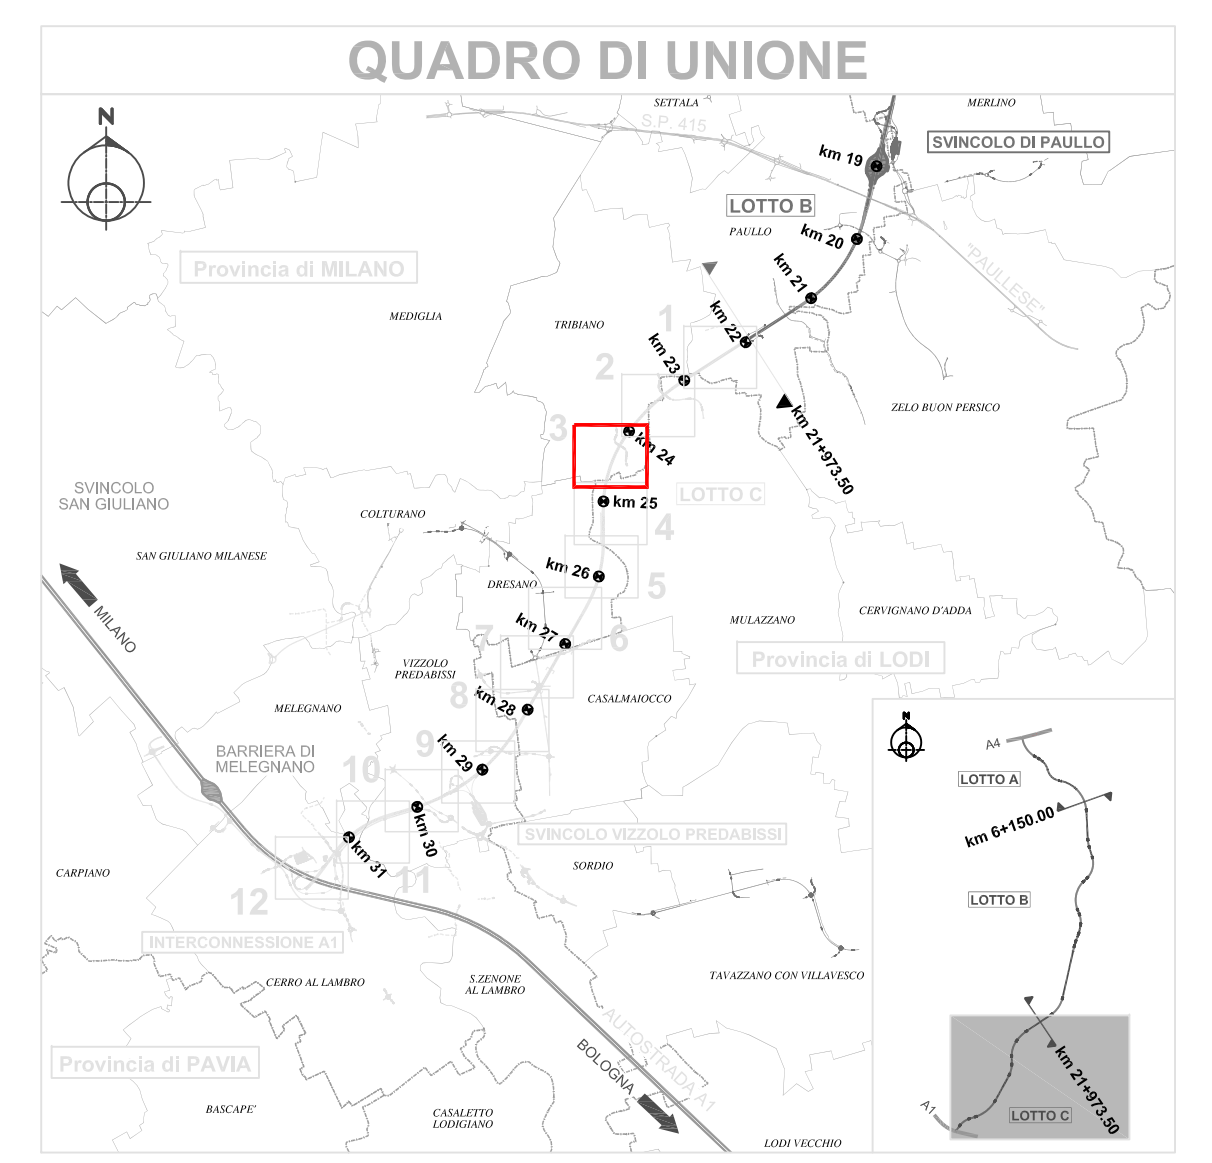 QUADRO DI UNIONE
N
SETTALA
MERLINO
S.P. 415
SVINCOLO DI PAULLO
km 19
LOTTO B
PAULLO
km 20
Provincia di MILANO
"PAULLESE"
km 21
MEDIGLIA
TRIBIANO
1
km 22
2
km 23
ZELO BUON PERSICO
km 21+973.50
3
km 24
SVINCOLO
SAN GIULIANO
LOTTO C
km 25
COLTURANO
4
SAN GIULIANO MILANESE
km 26
DRESANO
5
MILANO
MULAZZANO
CERVIGNANO D'ADDA
km 27
7
6
Provincia di LODI
VIZZOLO
PREDABISSI
8
km 28
CASALMAIOCCO
MELEGNANO
BARRIERA DI
MELEGNANO
9
km 29
10
km 30
km 31
SVINCOLO VIZZOLO PREDABISSI
SORDIO
CARPIANO
11
12
INTERCONNESSIONE A1
CERRO AL LAMBRO
S.ZENONE
AL LAMBRO
TAVAZZANO CON VILLAVESCO
AUTOSTRADA A1
BOLOGNA
Provincia di PAVIA
BASCAPE'
CASALETTO
LODIGIANO
LODI VECCHIO
N
A4
LOTTO A
km 6+150.00
LOTTO B
km 21+973.50
A1
LOTTO C